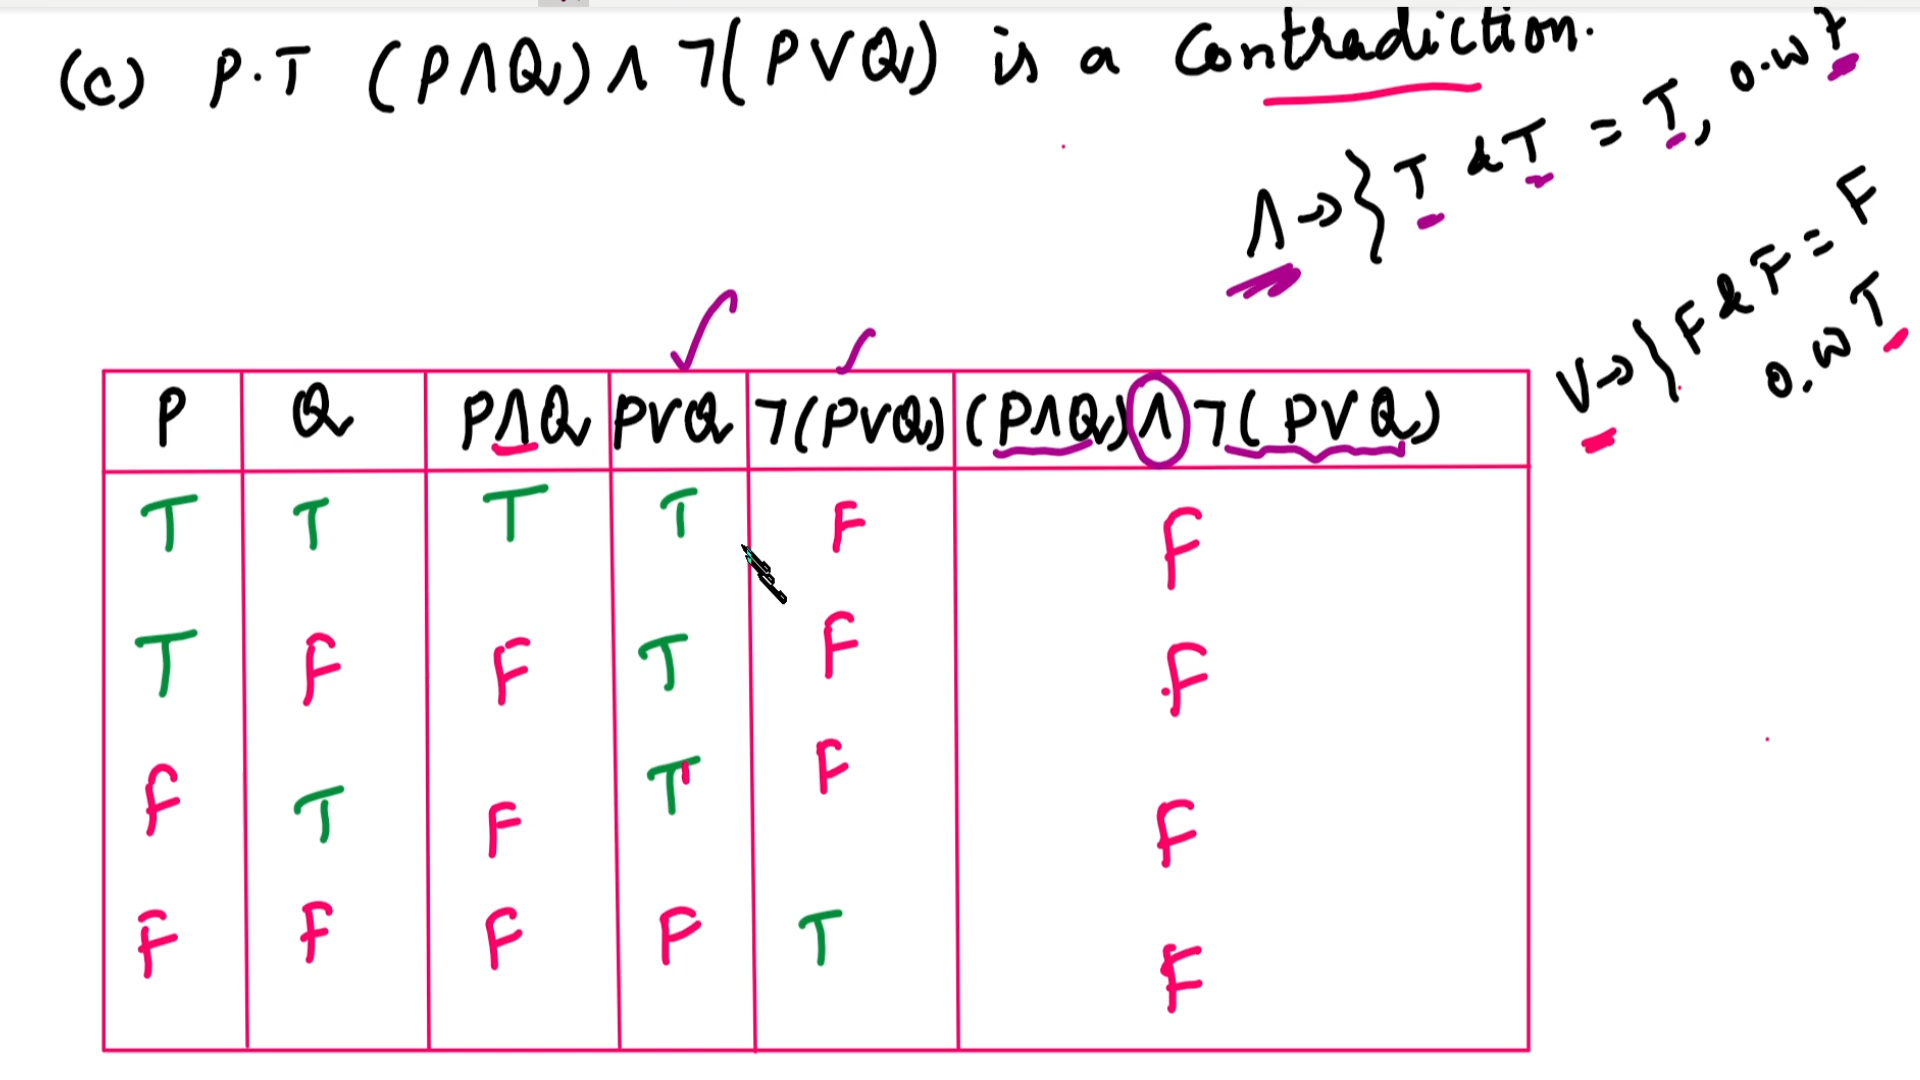 (c) P.T (P∧Q)∧ ¬(P∨Q) is a Contradiction.
∧→{ T & T = T, o.w F
∨→{ F & F = F
o.w T
P Q P∧Q P∨Q ¬(P∨Q) (P∧Q)∧¬(P∨Q)
T T T T F F
T F F T F F
F T F T F F
F F F F T F